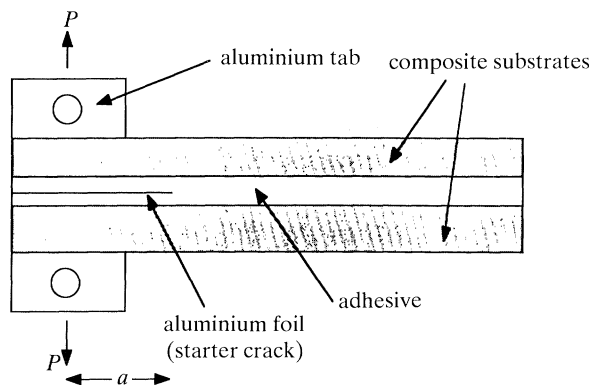 P
aluminium tab
composite substrates
adhesive
aluminium foil
(starter crack)
P
a